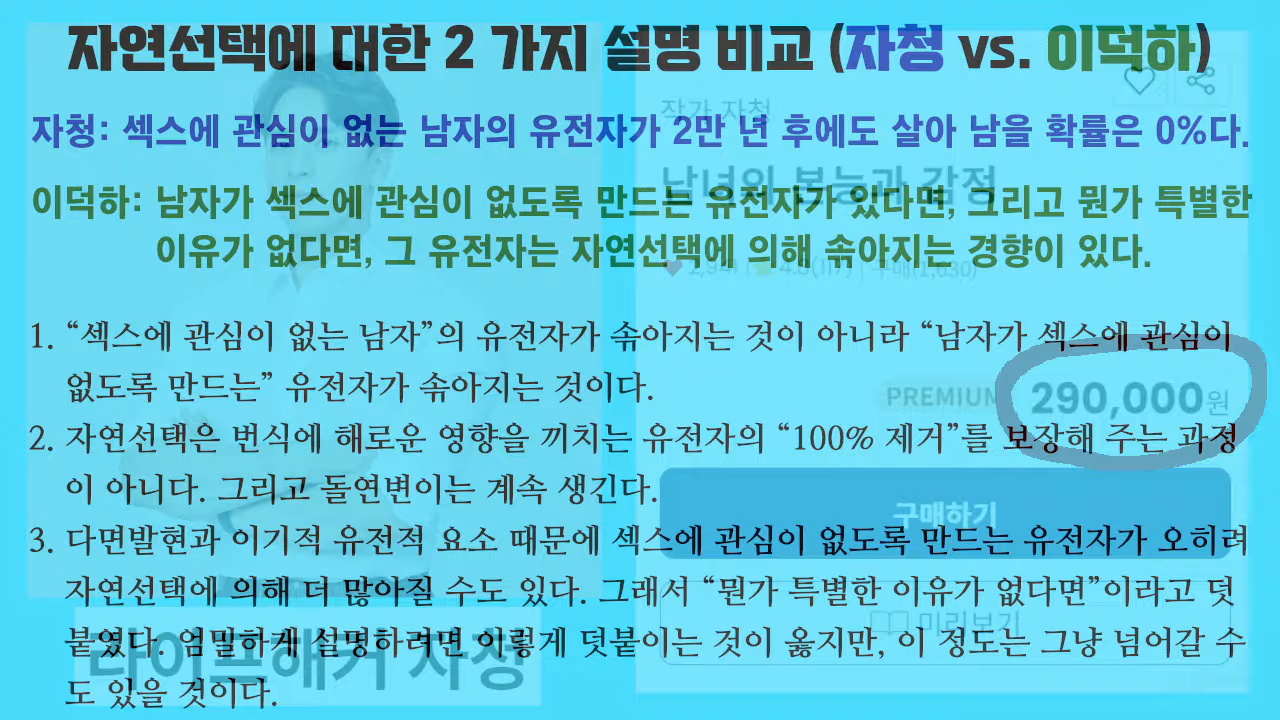 자연선택에 대한 2 가지 설명 비교 (자청 vs. 이덕하)
작가 자청
자청: 섹스에 관심이 없는 남자의 유전자가 2만 년 후에도 살아 남을 확률은 0%다.
남녀의 본능과 감정
이덕하: 남자가 섹스에 관심이 없도록 만드는 유전자가 있다면, 그리고 뭔가 특별한
이유가 없다면, 그 유전자는 자연선택에 의해 솎아지는 경향이 있다.
구매(1,630)
1. “섹스에 관심이 없는 남자”의 유전자가 솎아지는 것이 아니라 “남자가 섹스에 관심이
없도록 만드는” 유전자가 솎아지는 것이다.
PREMIUM 290,000원
2. 자연선택은 번식에 해로운 영향을 끼치는 유전자의 “100% 제거”를 보장해 주는 과정
이 아니다. 그리고 돌연변이는 계속 생긴다.
구매하기
3. 다면발현과 이기적 유전적 요소 때문에 섹스에 관심이 없도록 만드는 유전자가 오히려
자연선택에 의해 더 많아질 수도 있다. 그래서 “뭔가 특별한 이유가 없다면”이라고 덧
미리보기
붙였다. 엄밀하게 설명하려면 이렇게 덧붙이는 것이 옳지만, 이 정도는 그냥 넘어갈 수
라이프해커 자청
도 있을 것이다.